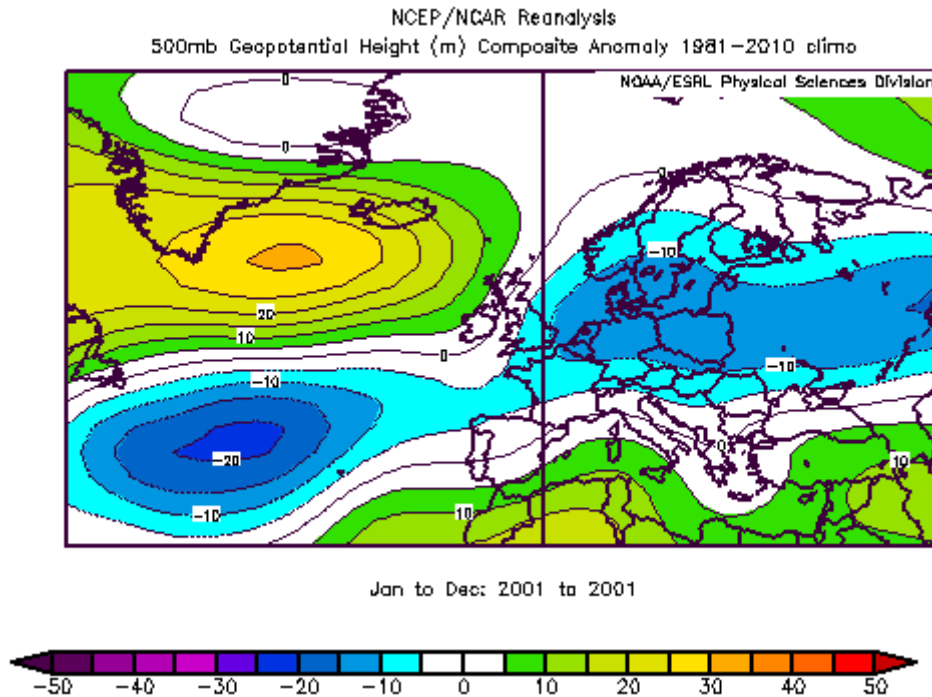 NCEP/NCAR Reanalysis
500mb Geopotential Height (m) Composite Anomaly 1981-2010 climo
NOAA/ESRL Physical Sciences Division
0
0
0
-10
20
10
0
-10
-10
-20
0
-10
10
10
Jan to Dec: 2001 to 2001
-50 -40 -30 -20 -10 0 10 20 30 40 50